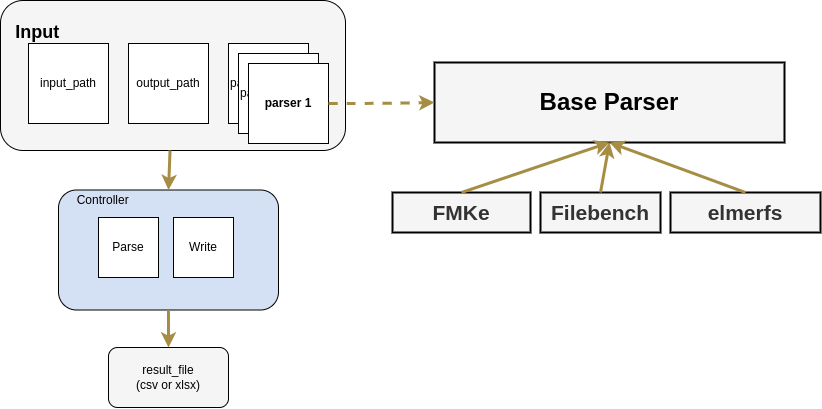 Input
input_path
output_path
pa
pa
parser 1
Base Parser
FMKe
Filebench
elmerfs
Controller
Parse
Write
result_file
(csv or xlsx)